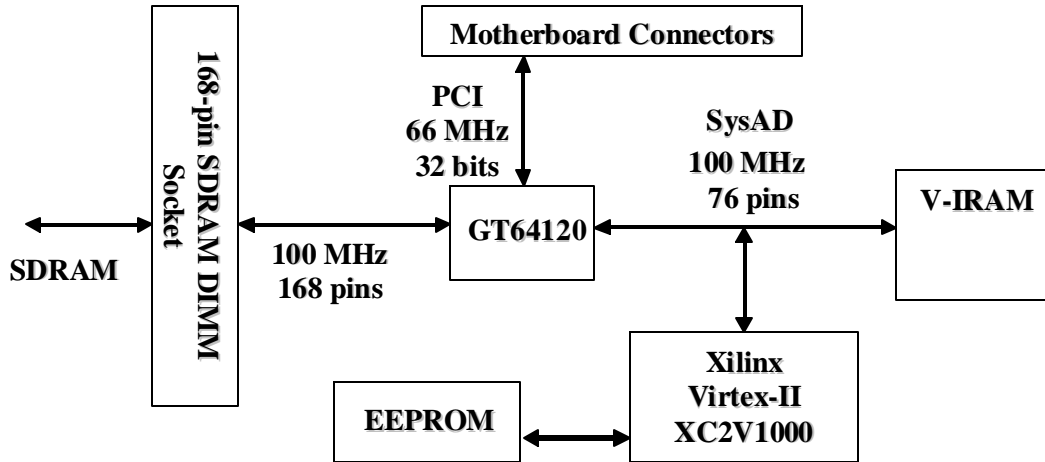 Motherboard Connectors
168-pin SDRAM DIMM
Socket
PCI
66 MHz
32 bits
SysAD
100 MHz
76 pins
V-IRAM
GT64120
SDRAM
100 MHz
168 pins
Xilinx
Virtex-II
XC2V1000
EEPROM